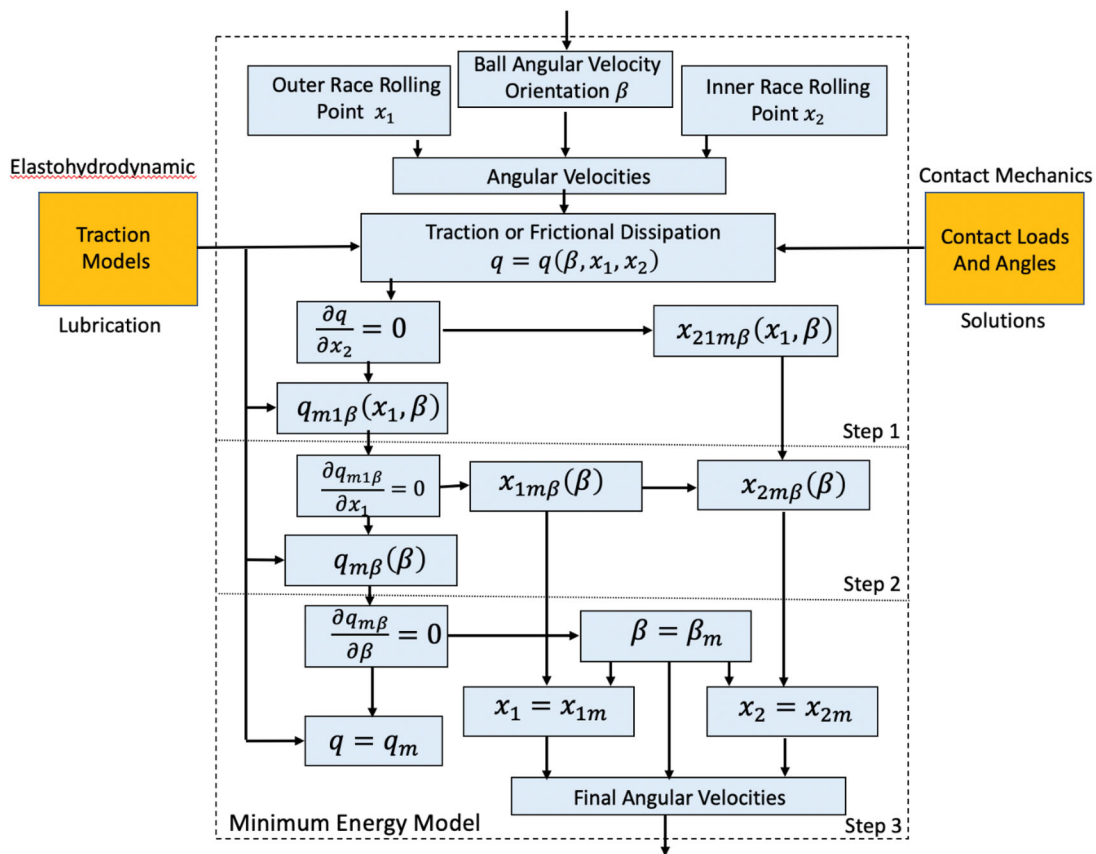 Ball Angular Velocity
Orientation β
Outer Race Rolling
Point x₁
Inner Race Rolling
Point x₂
Elastohydrodynamic
Contact Mechanics
Angular Velocities
Traction
Models
Traction or Frictional Dissipation
q = q(β, x₁, x₂)
Contact Loads
And Angles
Lubrication
Solutions
∂q/∂x₂ = 0
x₂₁ₘβ(x₁, β)
qₘ₁β(x₁, β)
Step 1
∂qₘ₁β/∂x₁ = 0
x₁ₘβ(β)
x₂ₘβ(β)
qₘβ(β)
Step 2
∂qₘβ/∂β = 0
β = βₘ
x₁ = x₁ₘ
x₂ = x₂ₘ
q = qₘ
Final Angular Velocities
Minimum Energy Model
Step 3